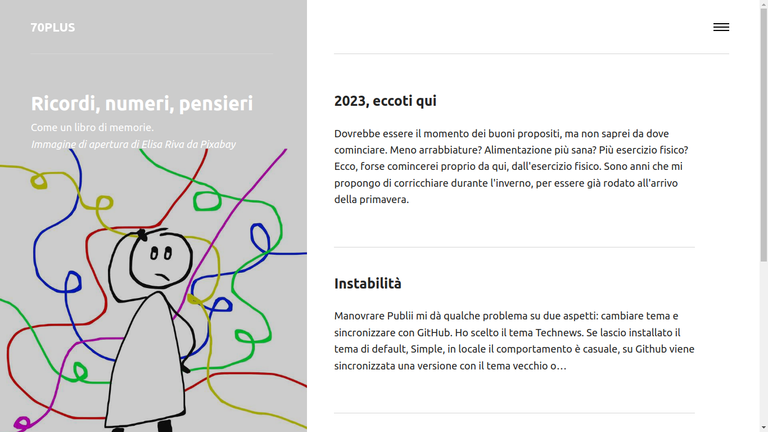 70PLUS
Ricordi, numeri, pensieri
Come un libro di memorie.
Immagine di apertura di Elisa Riva da Pixabay
2023, eccoti qui
Dovrebbe essere il momento dei buoni propositi, ma non saprei da dove
cominciare. Meno arrabbiature? Alimentazione più sana? Più esercizio fisico?
Ecco, forse comincerei proprio da qui, dall'esercizio fisico. Sono anni che mi
propongo di corricchiare durante l'inverno, per essere già rodato all'arrivo
della primavera.
Instabilità
Manovrare Publii mi dà qualche problema su due aspetti: cambiare tema e
sincronizzare con GitHub. Ho scelto il tema Technews. Se lascio installato il
tema di default, Simple, in locale il comportamento è casuale, su Github viene
sincronizzata una versione con il tema vecchio o…